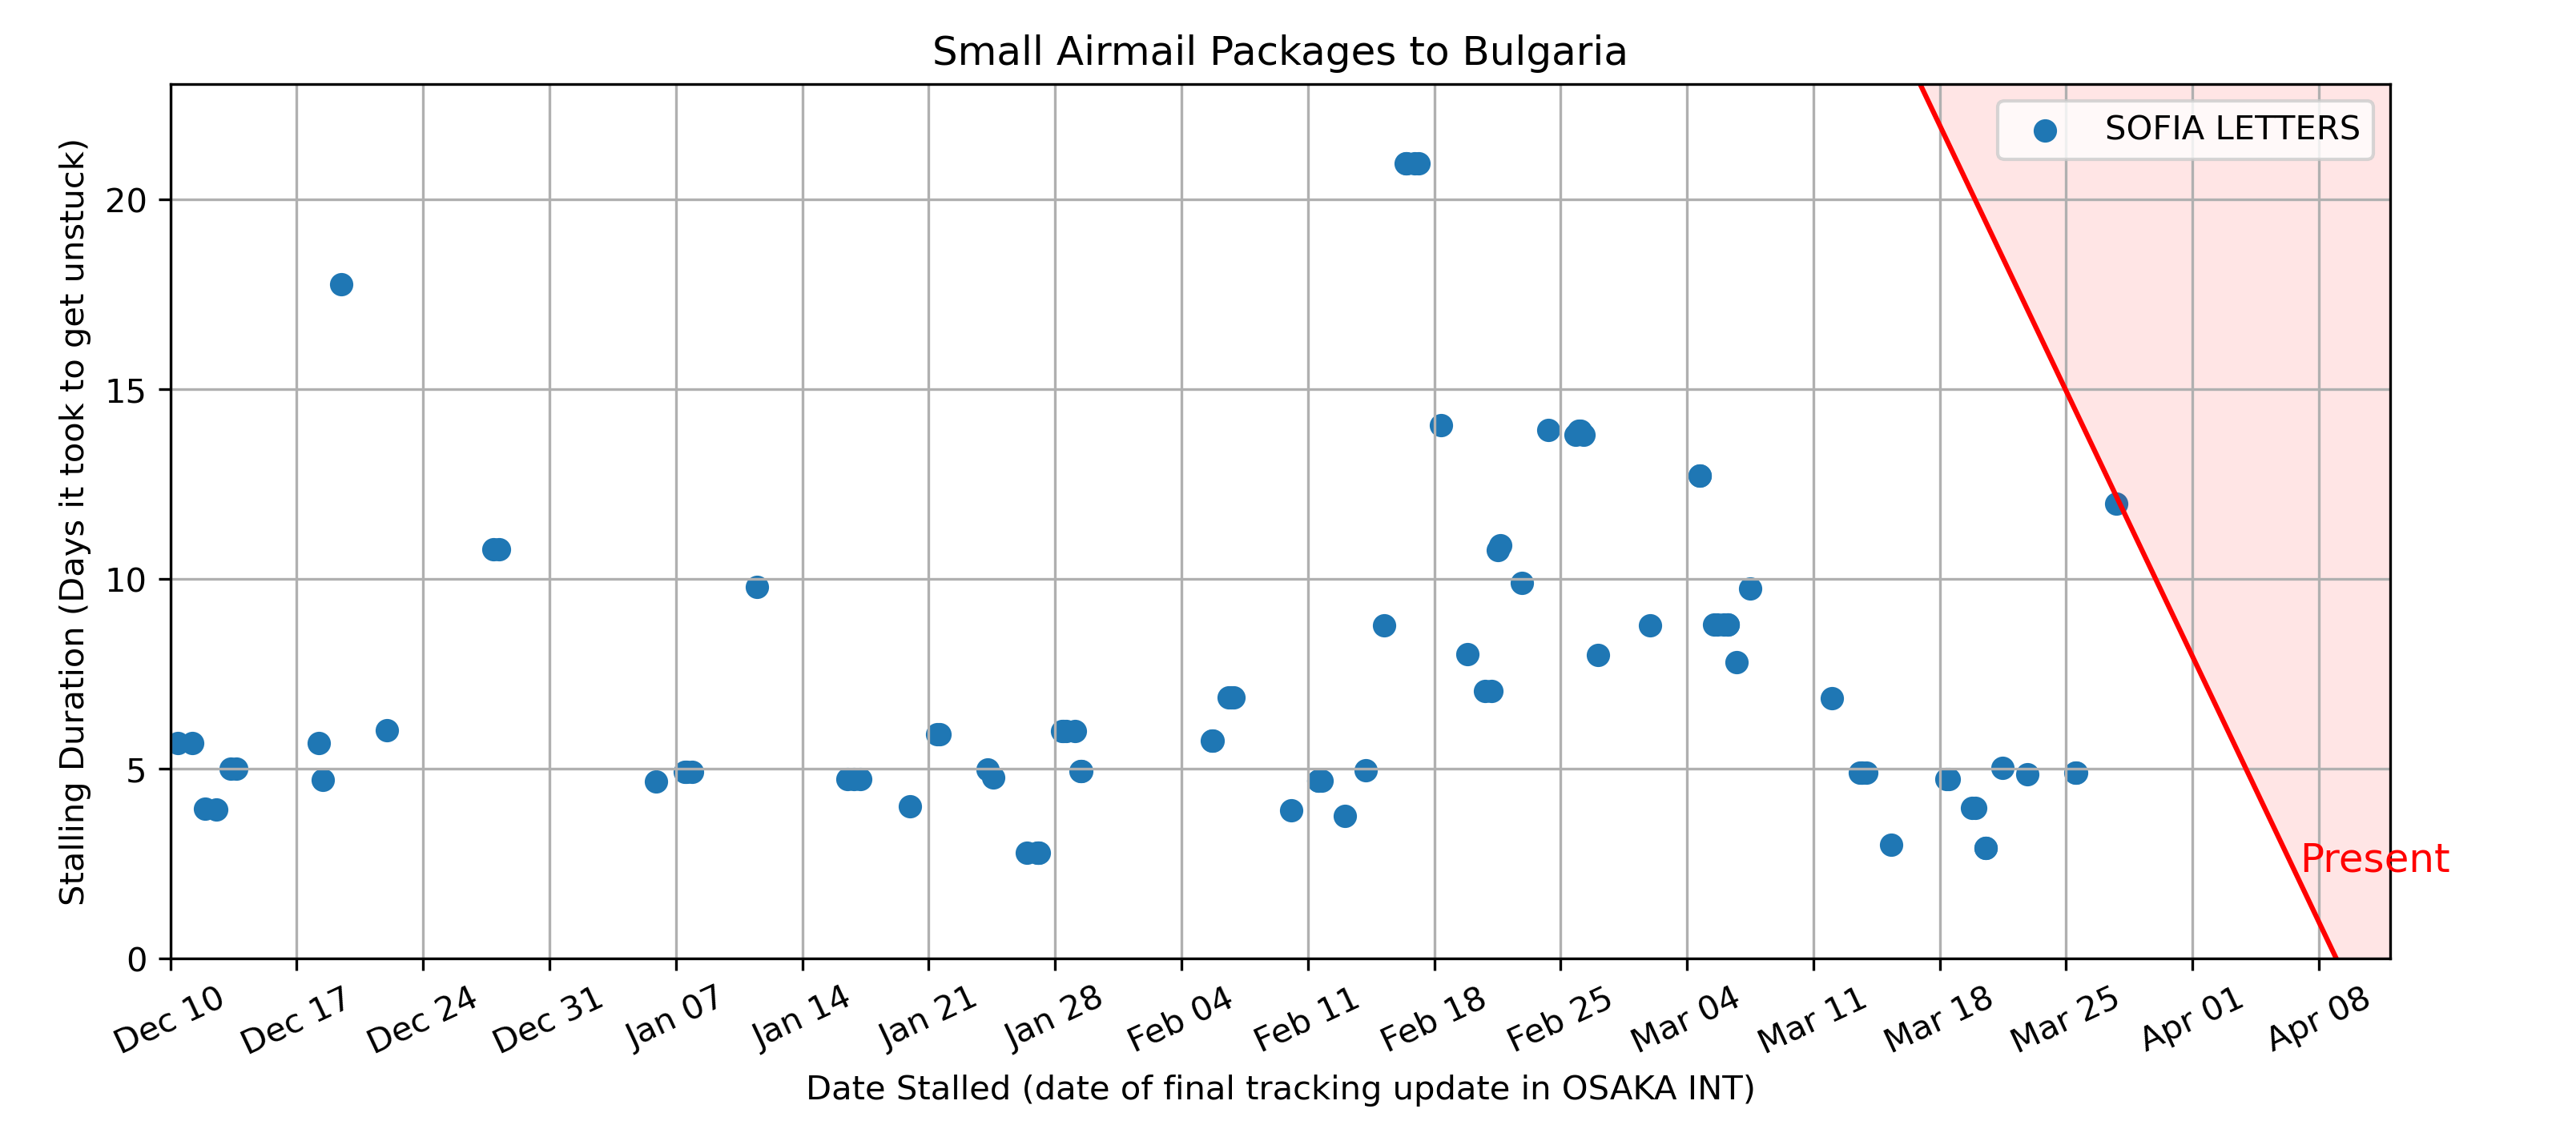 Small Airmail Packages to Bulgaria
SOFIA LETTERS
Stalling Duration (Days it took to get unstuck)
20
15
10
5
0
Present
Dec 10
Dec 17
Dec 24
Dec 31
Jan 07
Jan 14
Jan 21
Jan 28
Feb 04
Feb 11
Feb 18
Feb 25
Mar 04
Mar 11
Mar 18
Mar 25
Apr 01
Apr 08
Date Stalled (date of final tracking update in OSAKA INT)